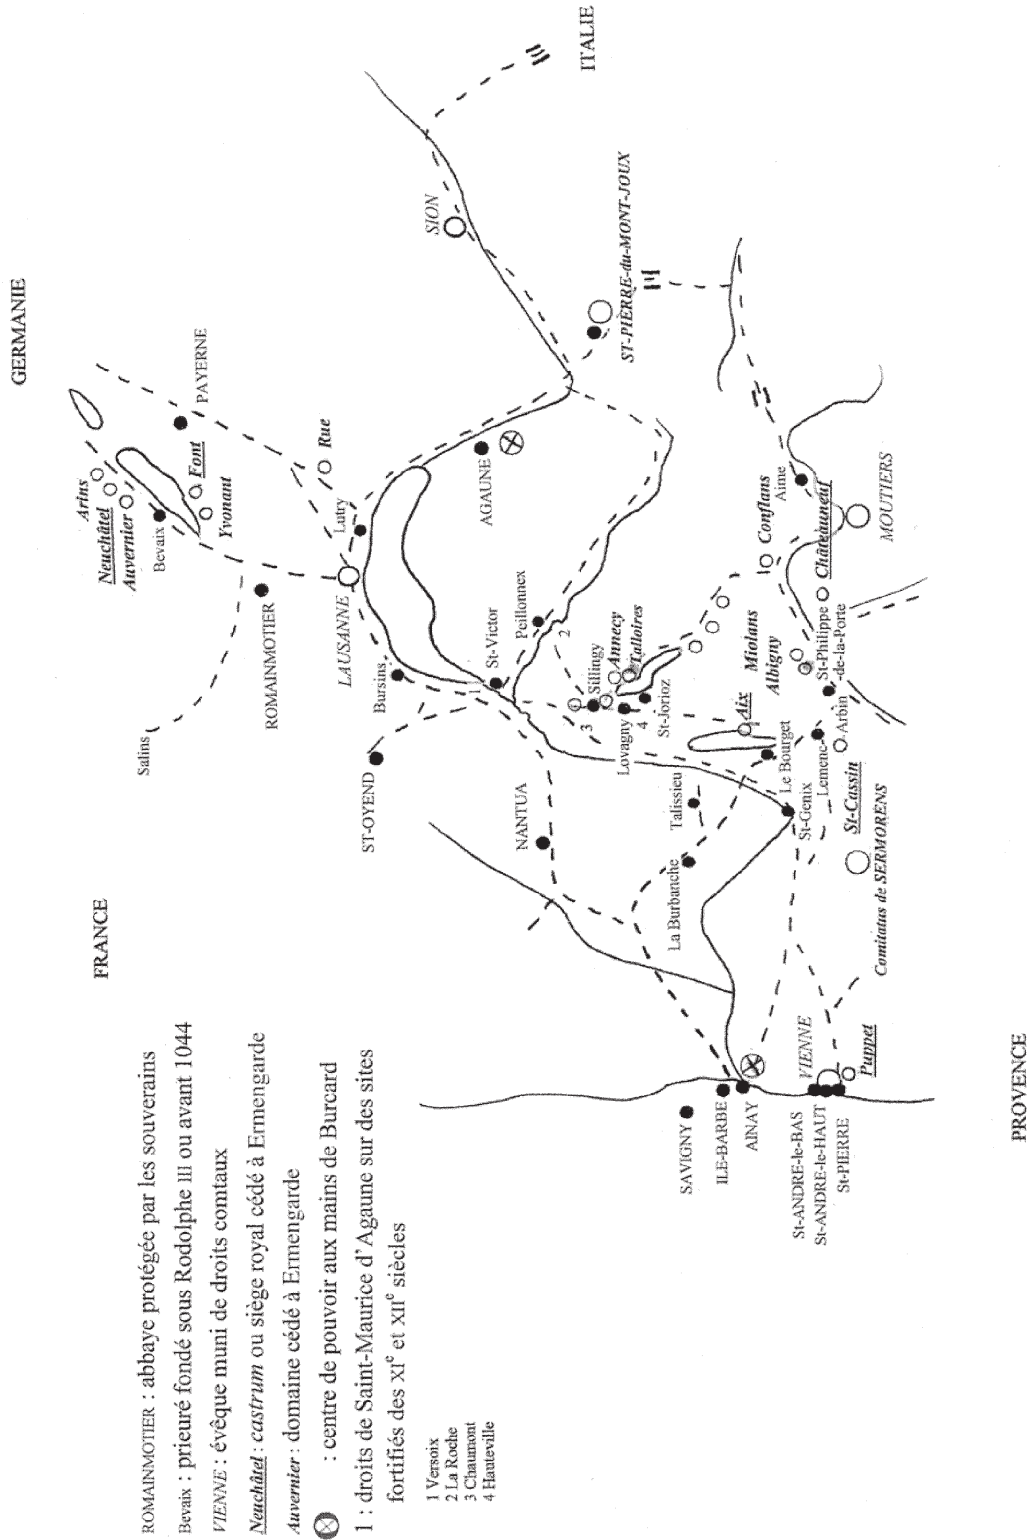 GERMANIE
FRANCE
ITALIE
PROVENCE
ROMAINMOTIER : abbaye protégée par les souverains
Bevaix : prieuré fondé sous Rodolphe III ou avant 1044
VIENNE : évêque muni de droits comtaux
Neuchâtel : castrum ou siège royal cédé à Ermengarde
Auvernier : domaine cédé à Ermengarde
: centre de pouvoir aux mains de Burcard
1 : droits de Saint-Maurice d'Agaune sur des sites
fortifiés des XIe et XIIe siècles
1 Versoix
2 La Roche
3 Chaumont
4 Hauteville
Arins
Neuchâtel
Auvernier
Bevaix
Font
Yvonant
PAYERNE
Rue
Salins
ROMAINMOTIER
LAUSANNE
Lutry
Bursins
ST-OYEND
NANTUA
AGAUNE
SION
ST-PIERRE-du-MONT-JOUX
1
St-Victor
Peillonnex
2
Sillingy
3
Annecy
Talloires
Lovagny
4
St-Jorioz
Aix
Le Bourget
Talissieu
La Burbanche
St-Genix
Lemenc
Arbin
St-Cassin
Comitatus de SERMORENS
Miolans
Albigny
Conflans
Aime
Châteauneuf
St-Philippe
-de-la-Porte
MOUTIERS
SAVIGNY
ILE-BARBE
AINAY
VIENNE
St-ANDRE-le-BAS
St-ANDRE-le-HAUT
St-PIERRE
Puppet